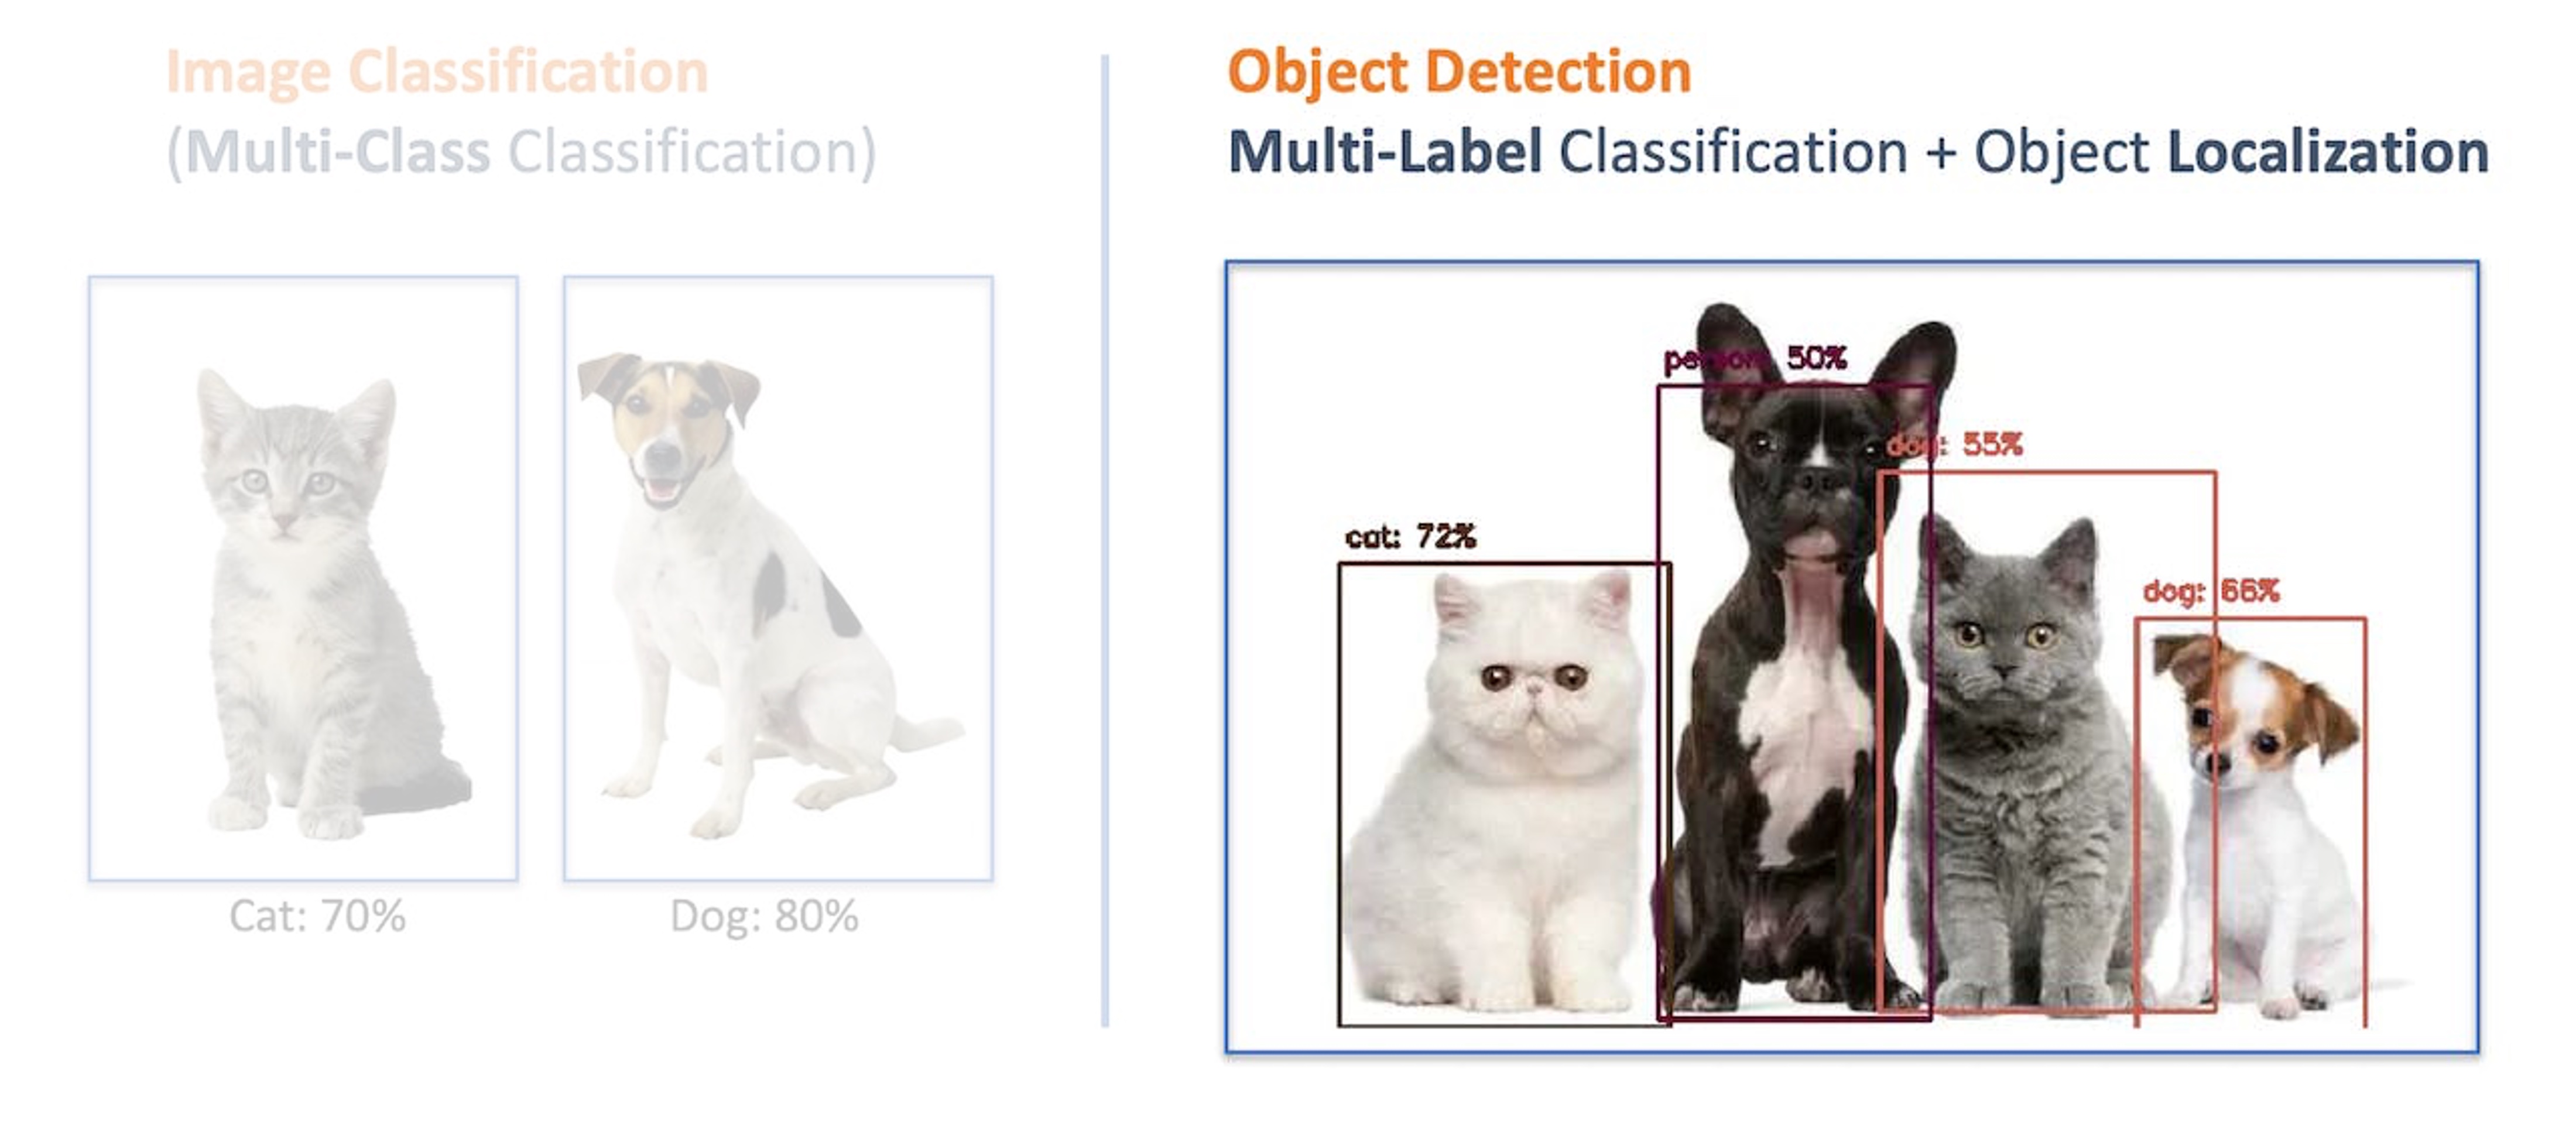 Image Classification
(Multi-Class Classification)
Cat: 70%
Dog: 80%
Object Detection
Multi-Label Classification + Object Localization
person: 50%
dog: 55%
cat: 72%
dog: 66%